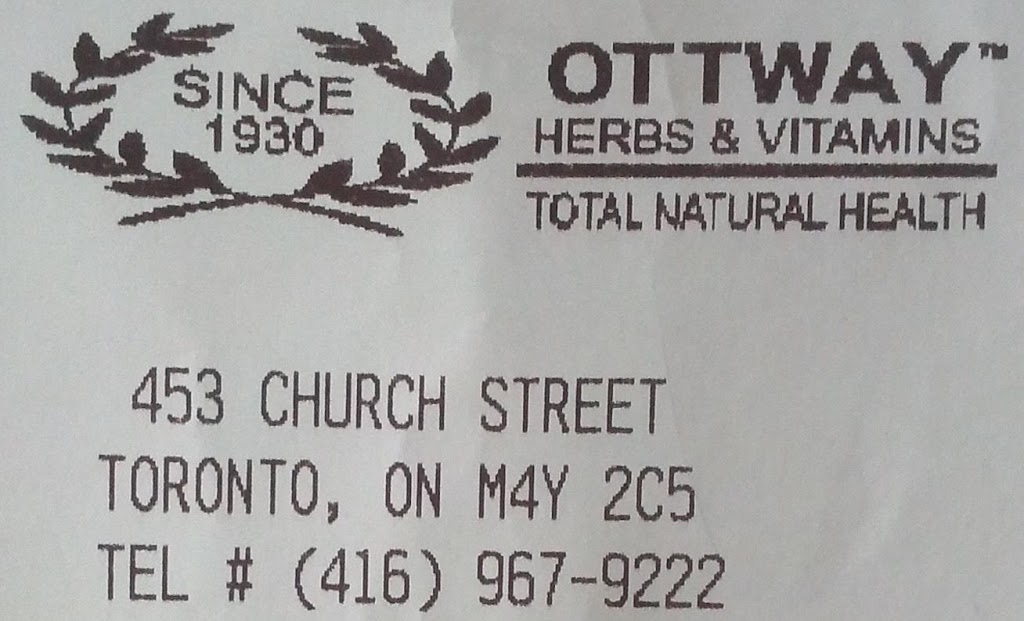 SINCE
1930
OTTWAY™
HERBS & VITAMINS
TOTAL NATURAL HEALTH
453 CHURCH STREET
TORONTO, ON M4Y 2C5
TEL # (416) 967-9222